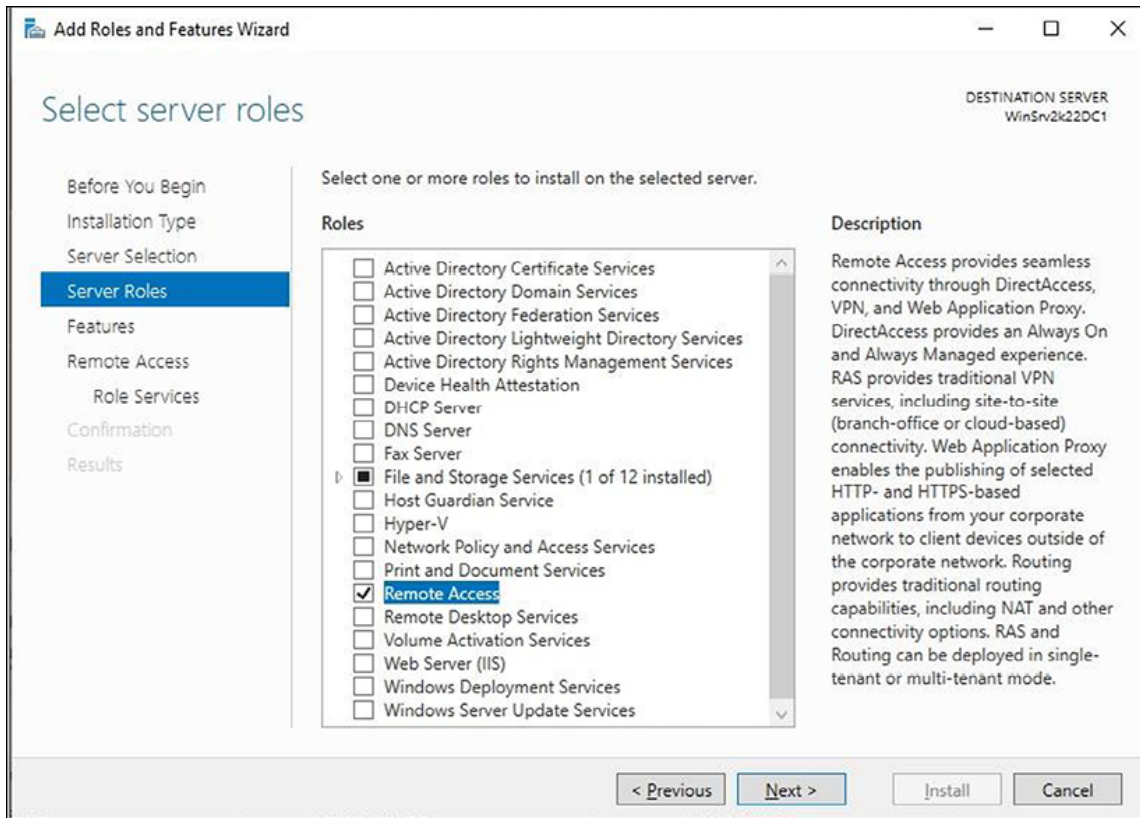 Add Roles and Features Wizard
Select server roles
DESTINATION SERVER
WinSrv2k22DC1
Before You Begin
Installation Type
Server Selection
Server Roles
Features
Remote Access
Role Services
Confirmation
Results
Select one or more roles to install on the selected server.
Roles
Active Directory Certificate Services
Active Directory Domain Services
Active Directory Federation Services
Active Directory Lightweight Directory Services
Active Directory Rights Management Services
Device Health Attestation
DHCP Server
DNS Server
Fax Server
File and Storage Services (1 of 12 installed)
Host Guardian Service
Hyper-V
Network Policy and Access Services
Print and Document Services
Remote Access
Remote Desktop Services
Volume Activation Services
Web Server (IIS)
Windows Deployment Services
Windows Server Update Services
Description
Remote Access provides seamless
connectivity through DirectAccess,
VPN, and Web Application Proxy.
DirectAccess provides an Always On
and Always Managed experience.
RAS provides traditional VPN
services, including site-to-site
(branch-office or cloud-based)
connectivity. Web Application Proxy
enables the publishing of selected
HTTP- and HTTPS-based
applications from your corporate
network to client devices outside of
the corporate network. Routing
provides traditional routing
capabilities, including NAT and other
connectivity options. RAS and
Routing can be deployed in single-
tenant or multi-tenant mode.
< Previous
Next >
Install
Cancel